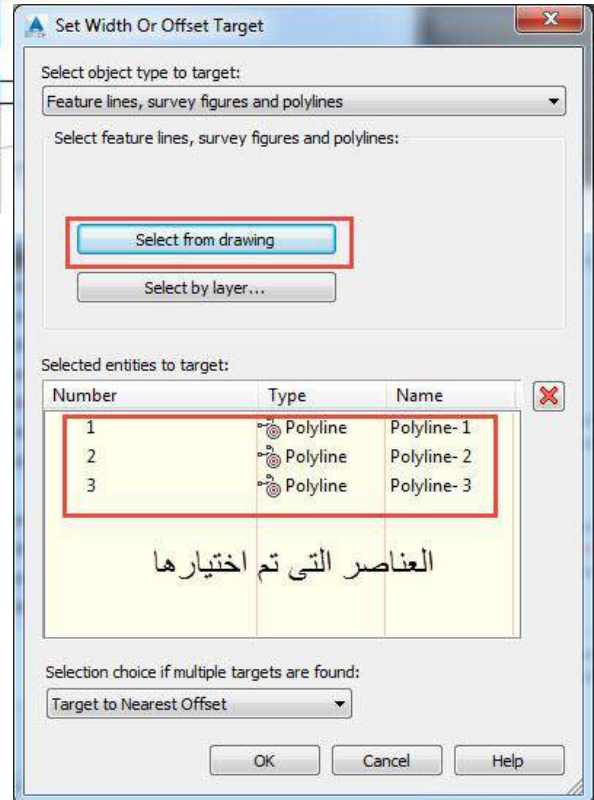 Set Width Or Offset Target
Select object type to target:
Feature lines, survey figures and polylines
Select feature lines, survey figures and polylines:
Select from drawing
Select by layer...
Selected entities to target:
Number Type Name
1 Polyline Polyline- 1
2 Polyline Polyline- 2
3 Polyline Polyline- 3
العناصر التى تم اختيارها
Selection choice if multiple targets are found:
Target to Nearest Offset
OK Cancel Help